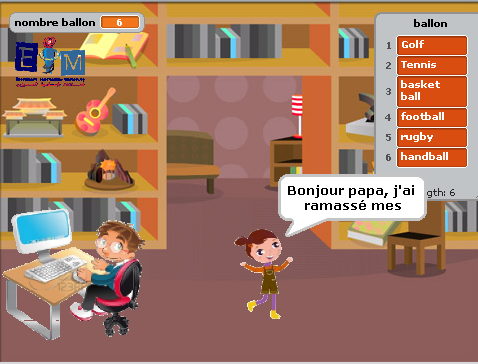 nombre ballon 6
EIM
ballon
1 Golf
2 Tennis
3 basket
ball
4 football
5 rugby
6 handball
gth: 6
Bonjour papa, j'ai
ramassé mes